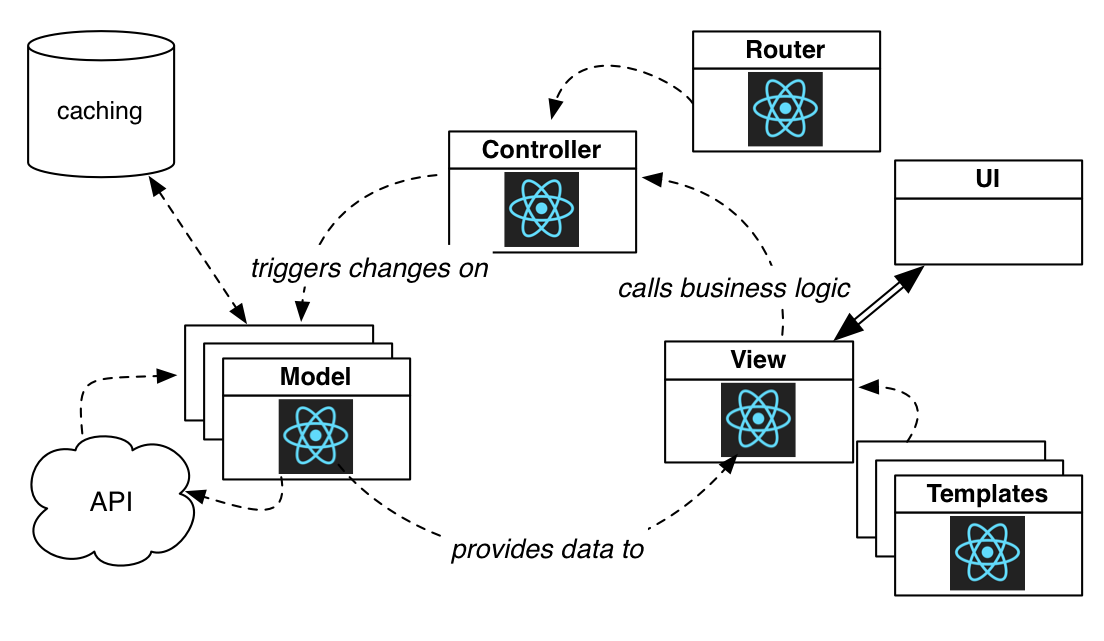 Router
caching
Controller
UI
triggers changes on
calls business logic
View
Model
API
Templates
provides data to